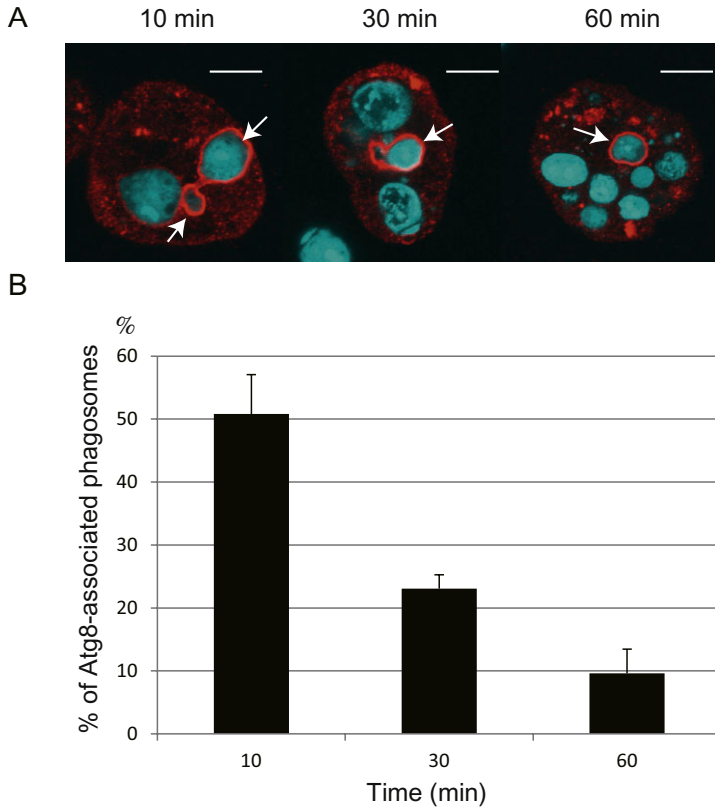 A
10 min 30 min 60 min
B
%
60
50
40
30
20
10
0
% of Atg8-associated phagosomes
10 30 60
Time (min)